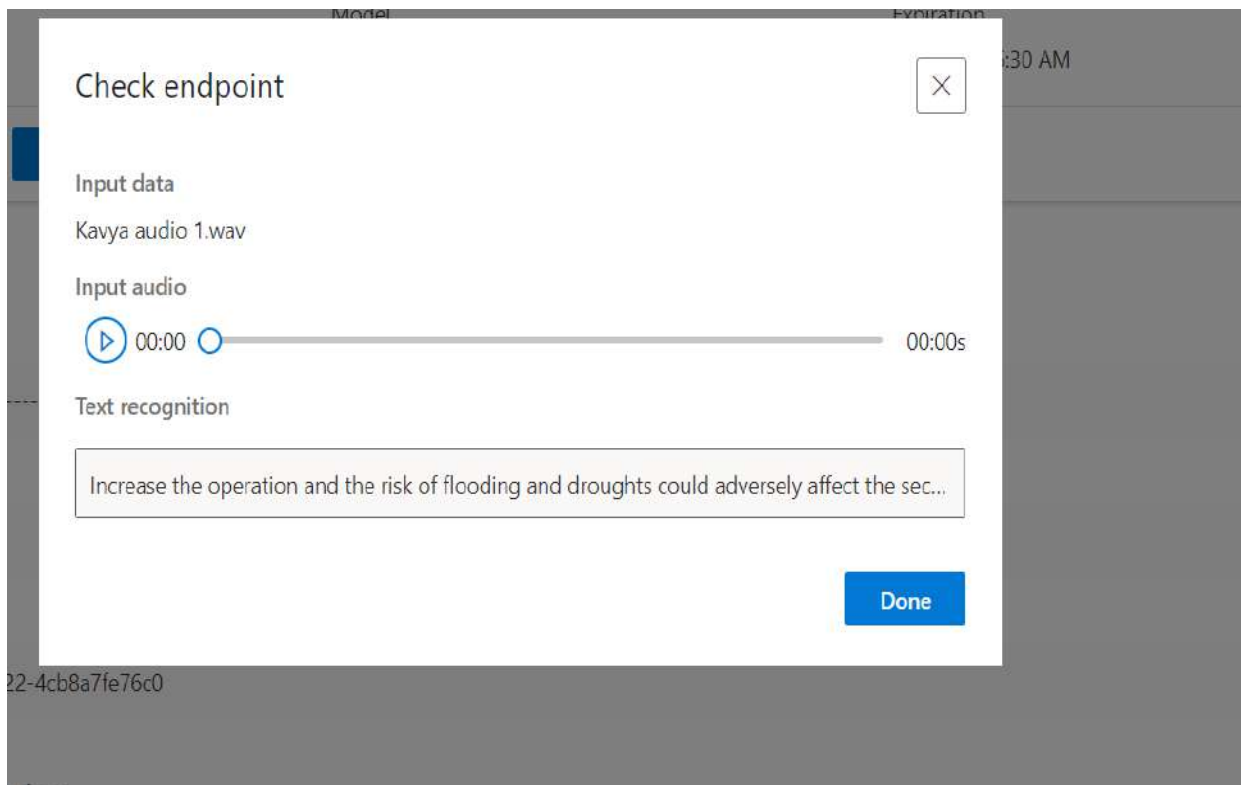 Model
Expiration
:30 AM
Check endpoint
Input data
Kavya audio 1.wav
Input audio
00:00
00:00s
Text recognition
Increase the operation and the risk of flooding and droughts could adversely affect the sec...
Done
22-4cb8a7fe76c0